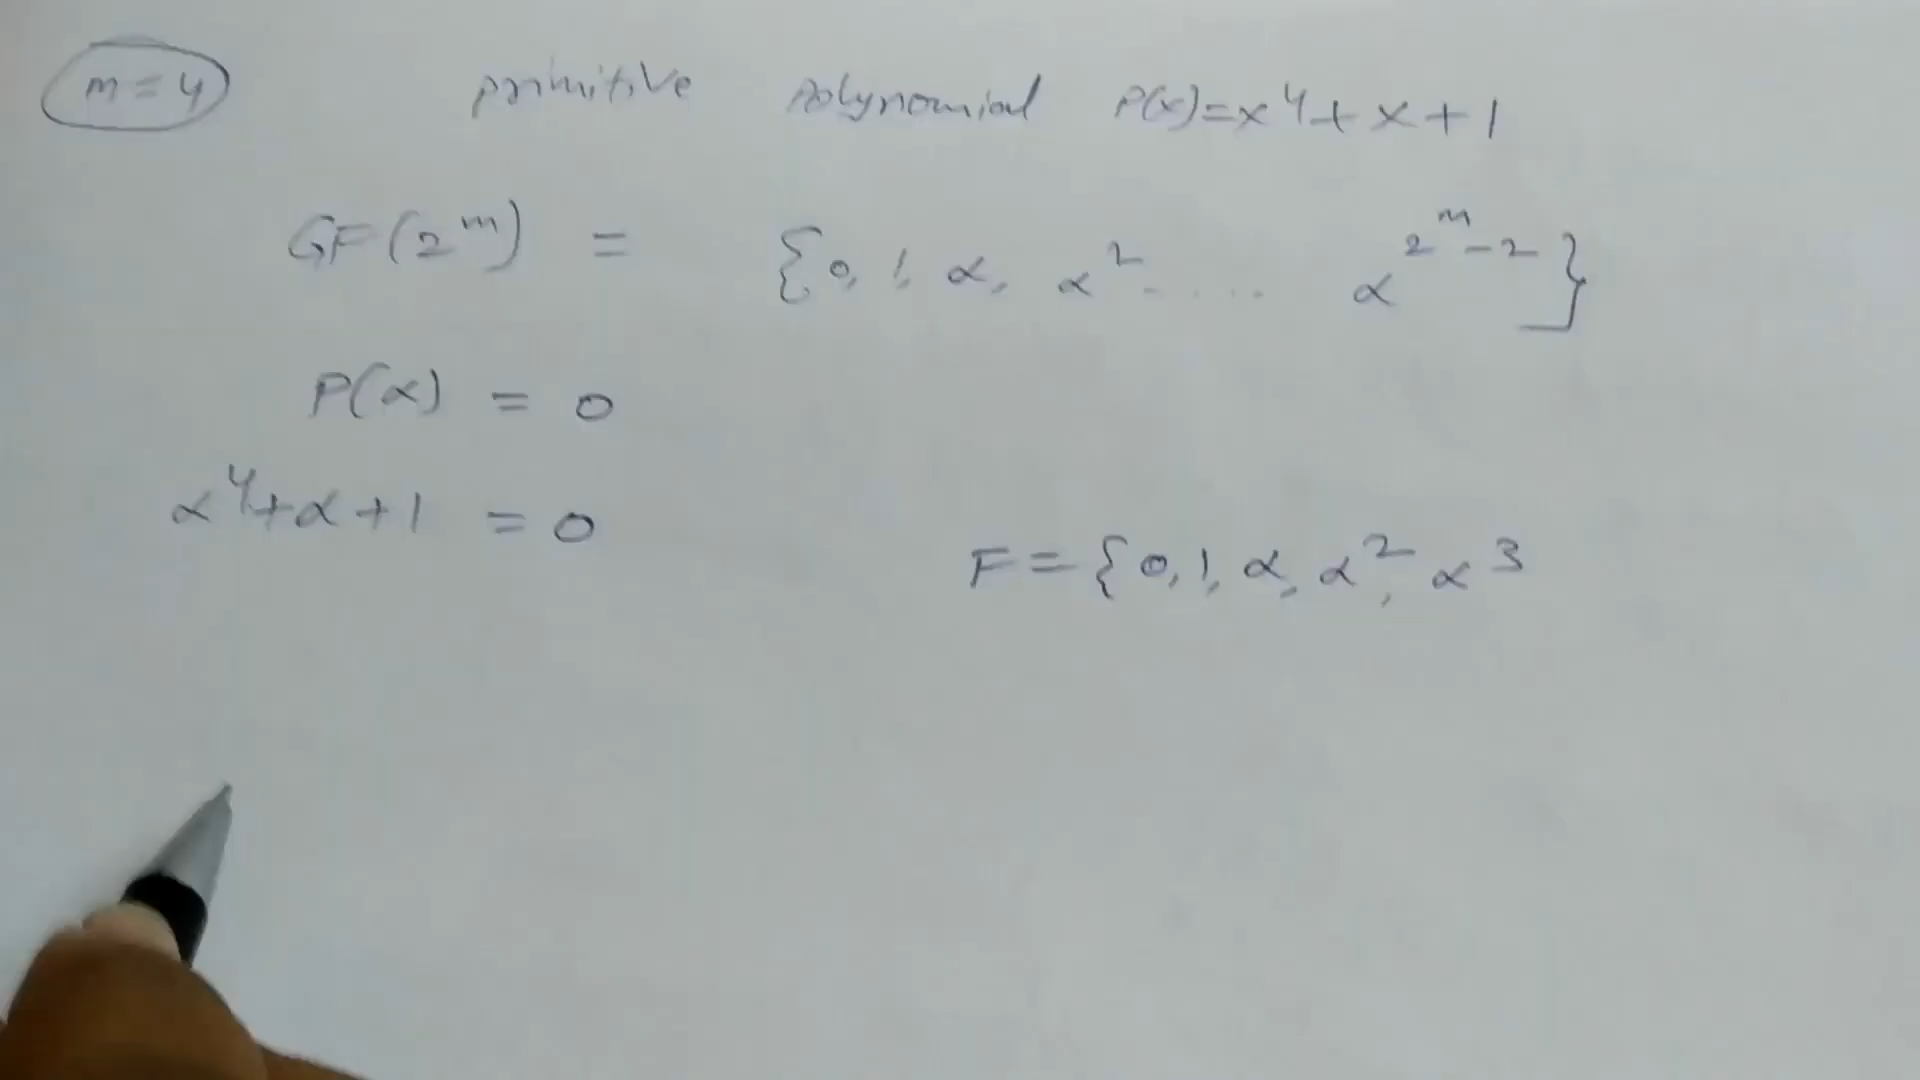 m = 4 primitive polynomial P(x)=x⁴+x+1
GF(2ᵐ) = {0, 1, α, α² ..... α^(2^m-2)}
P(α) = 0
α⁴+α+1 = 0
F = {0, 1, α, α², α³